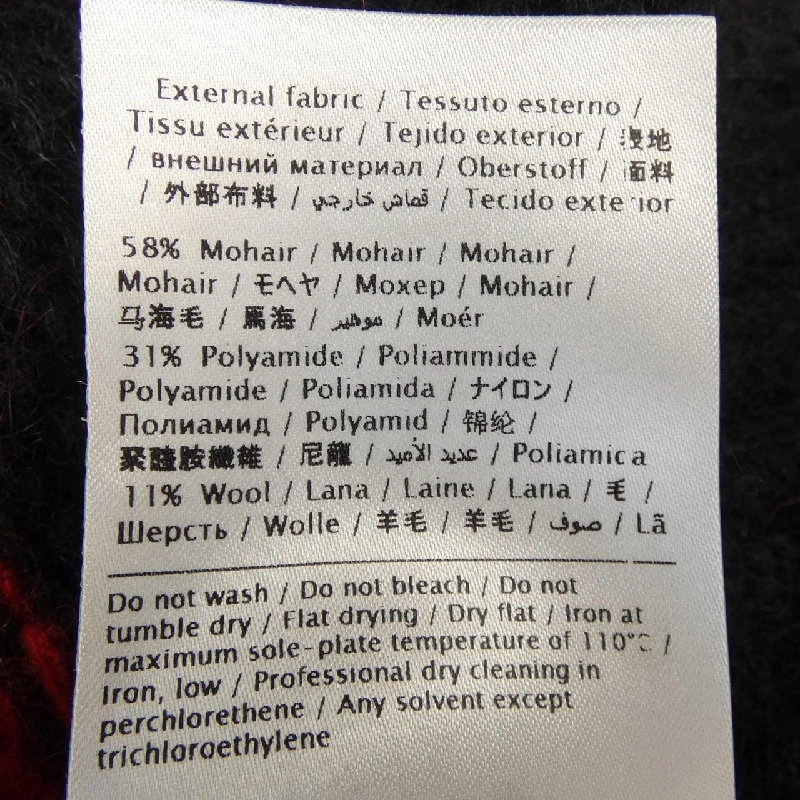 External fabric / Tessuto esterno /
Tissu extérieur / Tejido exterior / 地
/ внешний материал / Oberstoff / 面料
/ 外部布料 / قماش خارجي / Tecido exterior
58% Mohair / Mohair / Mohair /
Mohair / モヘヤ / Мохер / Mohair /
马海毛 / 馬海 / موهير / Moér
31% Polyamide / Poliammide /
Polyamide / Poliamida / ナイロン /
Полиамид / Polyamid / 锦纶 /
聚醯胺纖維 / 尼龍 / عديد الأميد / Poliamica
11% Wool / Lana / Laine / Lana / 毛 /
Шерсть / Wolle / 羊毛 / 羊毛 / صوف / Lã
Do not wash / Do not bleach / Do not
tumble dry / Flat drying / Dry flat / Iron at
maximum sole-plate temperature of 110°C /
Iron, low / Professional dry cleaning in
perchlorethene / Any solvent except
trichloroethylene